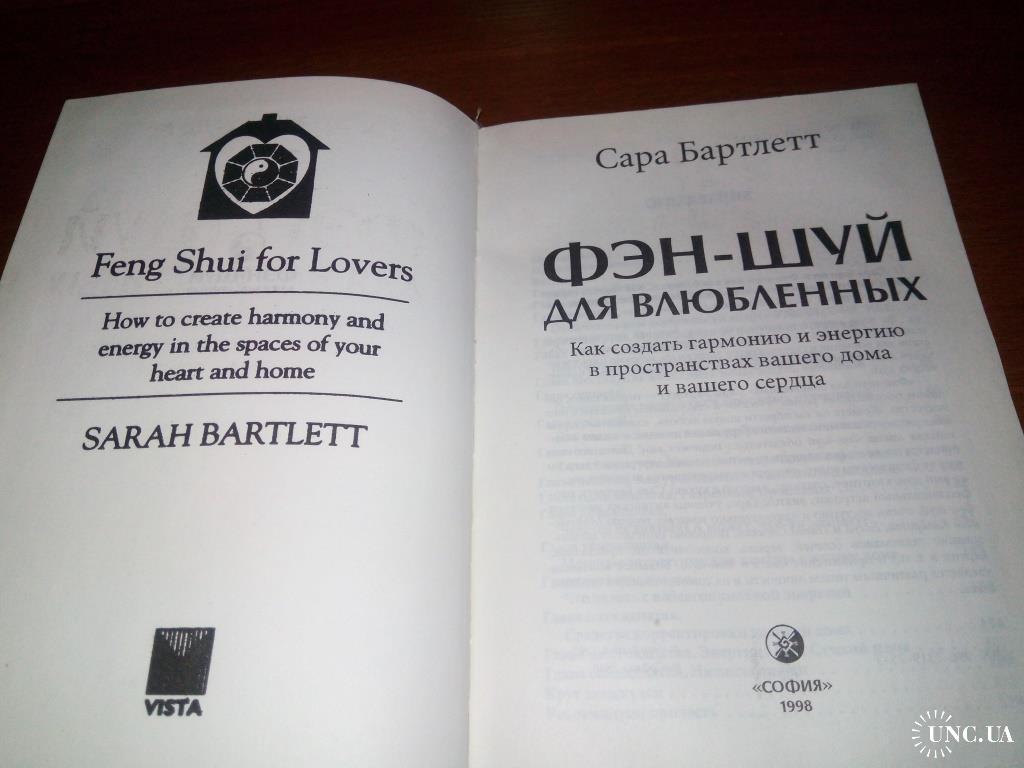 Feng Shui for Lovers
How to create harmony and
energy in the spaces of your
heart and home
SARAH BARTLETT
VISTA
Сара Бартлетт
ФЭН-ШУЙ
ДЛЯ ВЛЮБЛЕННЫХ
Как создать гармонию и энергию
в пространствах вашего дома
и вашего сердца
«СОФИЯ»
1998
UNC.UA